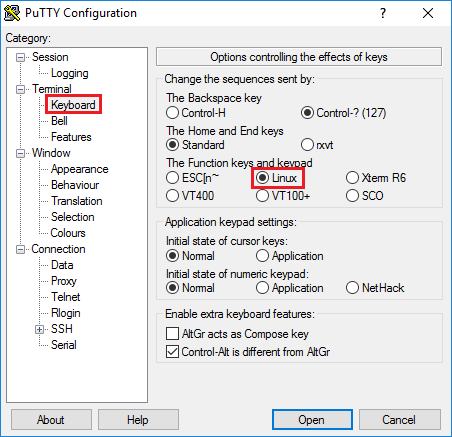 PuTTY Configuration
?
Category:
Session
Logging
Terminal
Keyboard
Bell
Features
Window
Appearance
Behaviour
Translation
Selection
Colours
Connection
Data
Proxy
Telnet
Rlogin
SSH
Serial
Options controlling the effects of keys
Change the sequences sent by:
The Backspace key
Control-H Control-? (127)
The Home and End keys
Standard rxvt
The Function keys and keypad
ESC[n~ Linux Xterm R6
VT400 VT100+ SCO
Application keypad settings:
Initial state of cursor keys:
Normal Application
Initial state of numeric keypad:
Normal Application NetHack
Enable extra keyboard features:
AltGr acts as Compose key
Control-Alt is different from AltGr
About Help Open Cancel